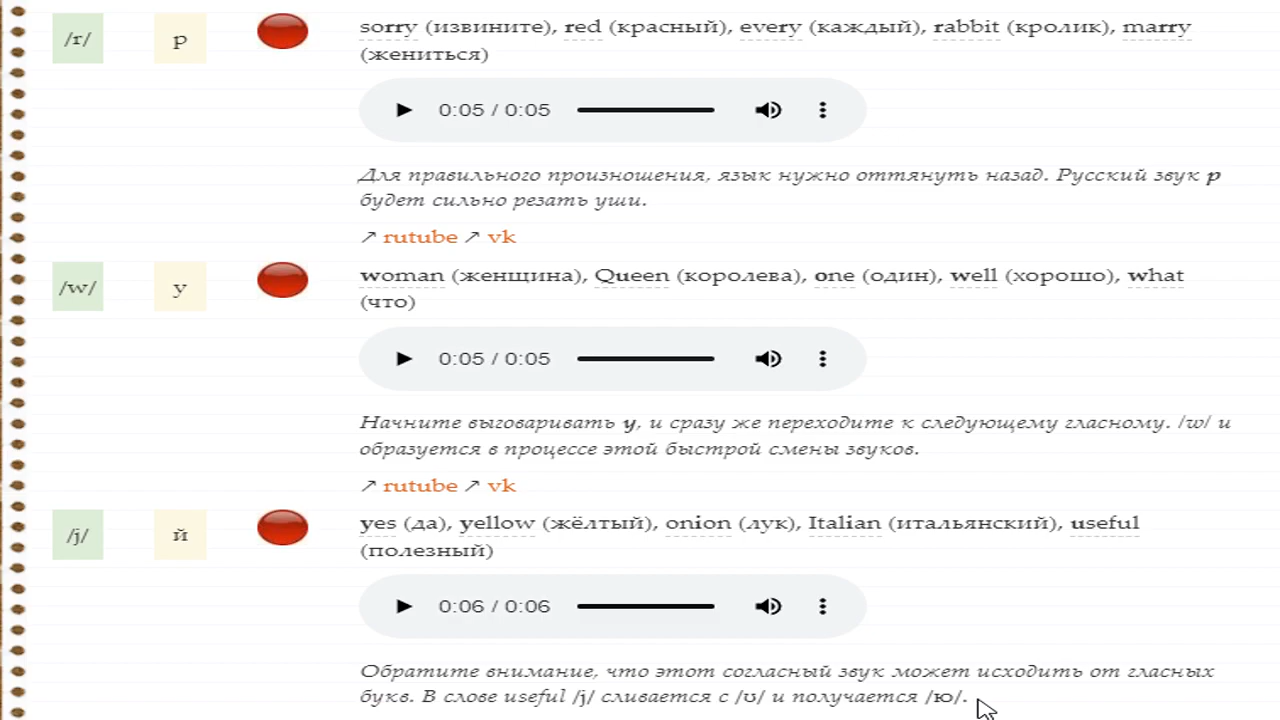 /r/ р sorry (извините), red (красный), every (каждый), rabbit (кролик), marry
(жениться)
0:05 / 0:05
Для правильного произношения, язык нужно оттянуть назад. Русский звук р
будет сильно резать уши.
↗ rutube ↗ vk
/w/ у woman (женщина), Queen (королева), one (один), well (хорошо), what
(что)
0:05 / 0:05
Начните выговаривать у, и сразу же переходите к следующему гласному. /w/ и
образуется в процессе этой быстрой смены звуков.
↗ rutube ↗ vk
/j/ й yes (да), yellow (жёлтый), onion (лук), Italian (итальянский), useful
(полезный)
0:06 / 0:06
Обратите внимание, что этот согласный звук может исходить от гласных
букв. В слове useful /j/ сливается с /ʊ/ и получается /ю/.